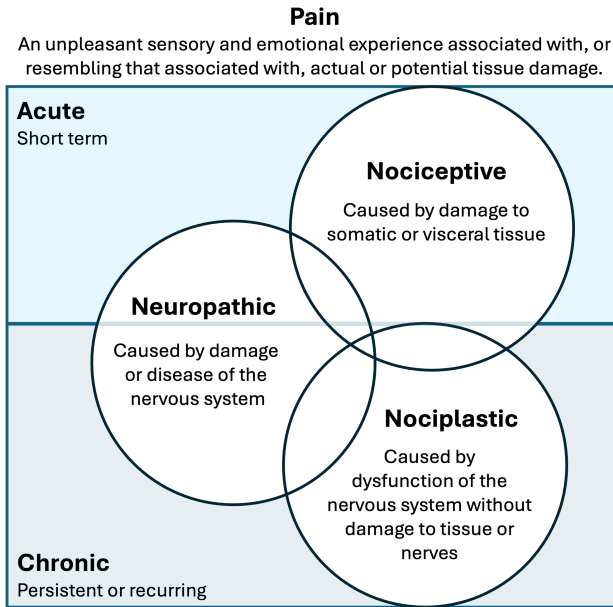 Pain
An unpleasant sensory and emotional experience associated with, or
resembling that associated with, actual or potential tissue damage.
Acute
Short term
Nociceptive
Caused by damage to
somatic or visceral tissue
Neuropathic
Caused by damage
or disease of the
nervous system
Nociplastic
Caused by
dysfunction of the
nervous system without
damage to tissue or
nerves
Chronic
Persistent or recurring